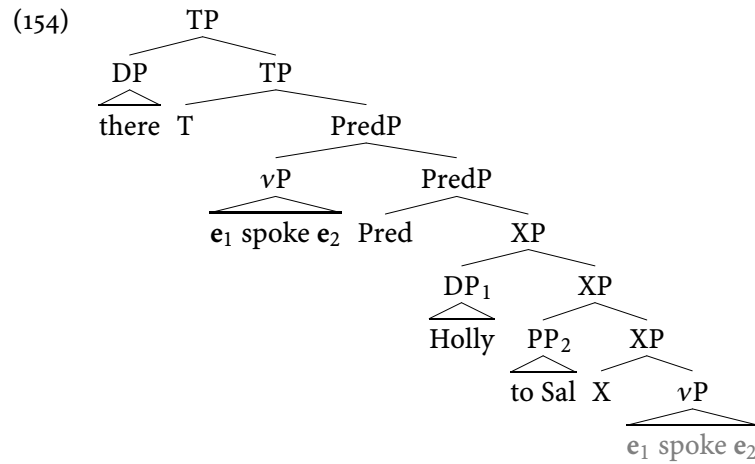 (154) TP
DP TP
there T PredP
vP PredP
e₁ spoke e₂ Pred XP
DP₁ XP
Holly PP₂ XP
to Sal X vP
e₁ spoke e₂